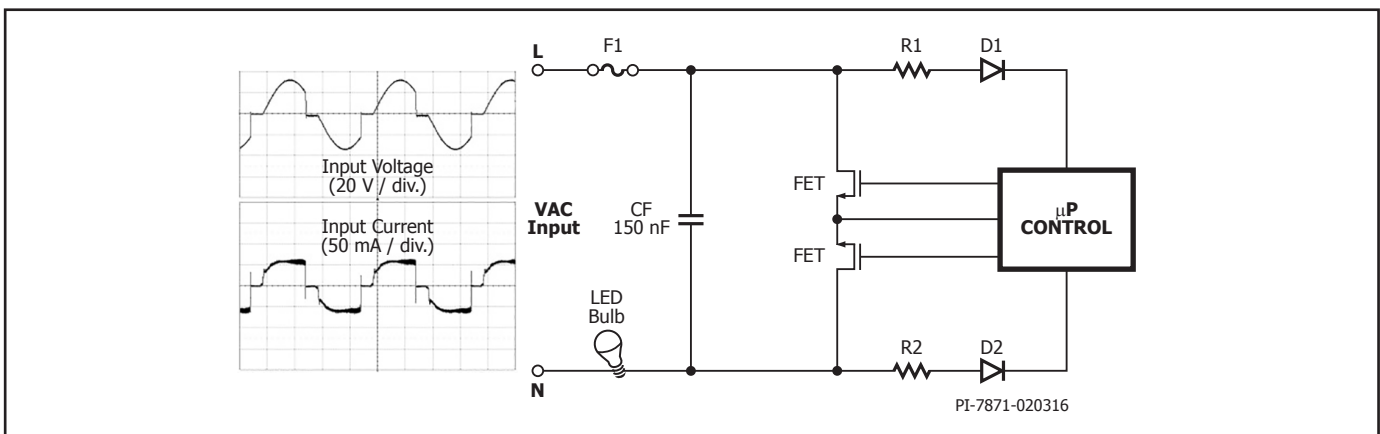 Input Voltage
(20 V / div.)
Input Current
(50 mA / div.)
L
F1
VAC
Input
CF
150 nF
LED
Bulb
N
FET
FET
R1
D1
µP
CONTROL
R2
D2
PI-7871-020316